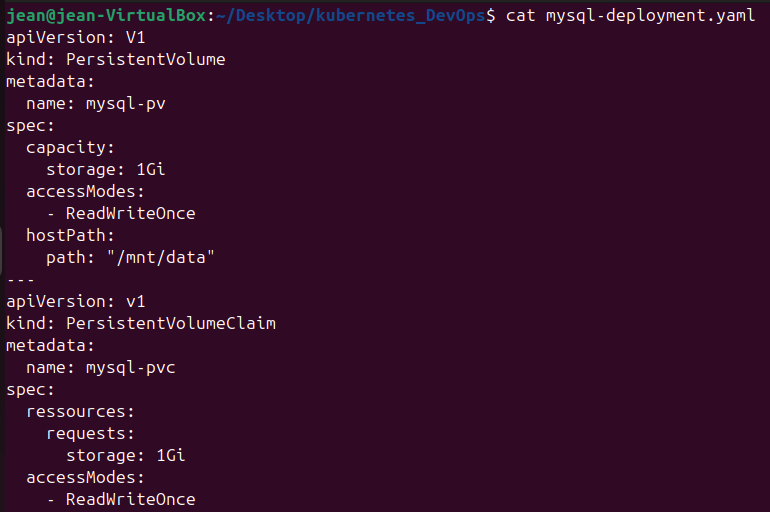 jean@jean-VirtualBox:~/Desktop/kubernetes_DevOps$ cat mysql-deployment.yaml
apiVersion: V1
kind: PersistentVolume
metadata:
  name: mysql-pv
spec:
  capacity:
    storage: 1Gi
  accessModes:
    - ReadWriteOnce
  hostPath:
    path: "/mnt/data"
---
apiVersion: v1
kind: PersistentVolumeClaim
metadata:
  name: mysql-pvc
spec:
  ressources:
    requests:
      storage: 1Gi
  accessModes:
    - ReadWriteOnce